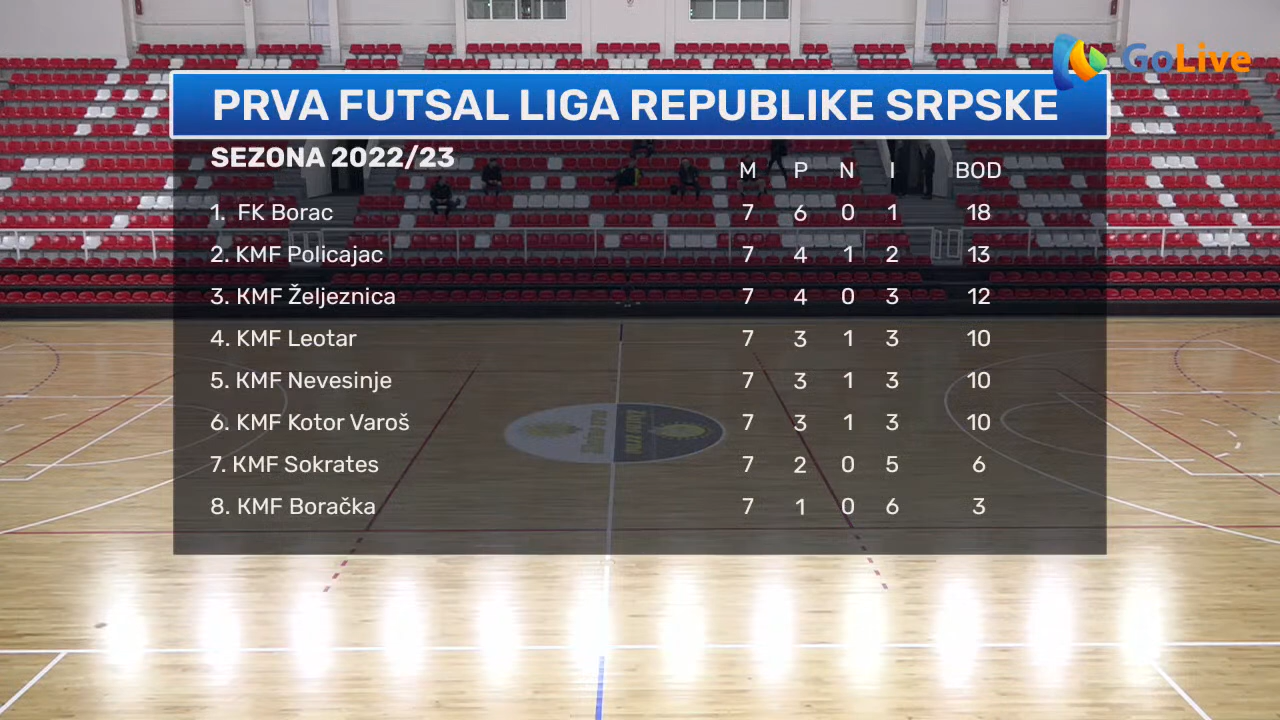 GoLive
PRVA FUTSAL LIGA REPUBLIKE SRPSKE
SEZONA 2022/23
M P N I BOD
1. FK Borac 7 6 0 1 18
2. KMF Policajac 7 4 1 2 13
3. KMF Željeznica 7 4 0 3 12
4. KMF Leotar 7 3 1 3 10
5. KMF Nevesinje 7 3 1 3 10
6. KMF Kotor Varoš 7 3 1 3 10
7. KMF Sokrates 7 2 0 5 6
8. KMF Boračka 7 1 0 6 3